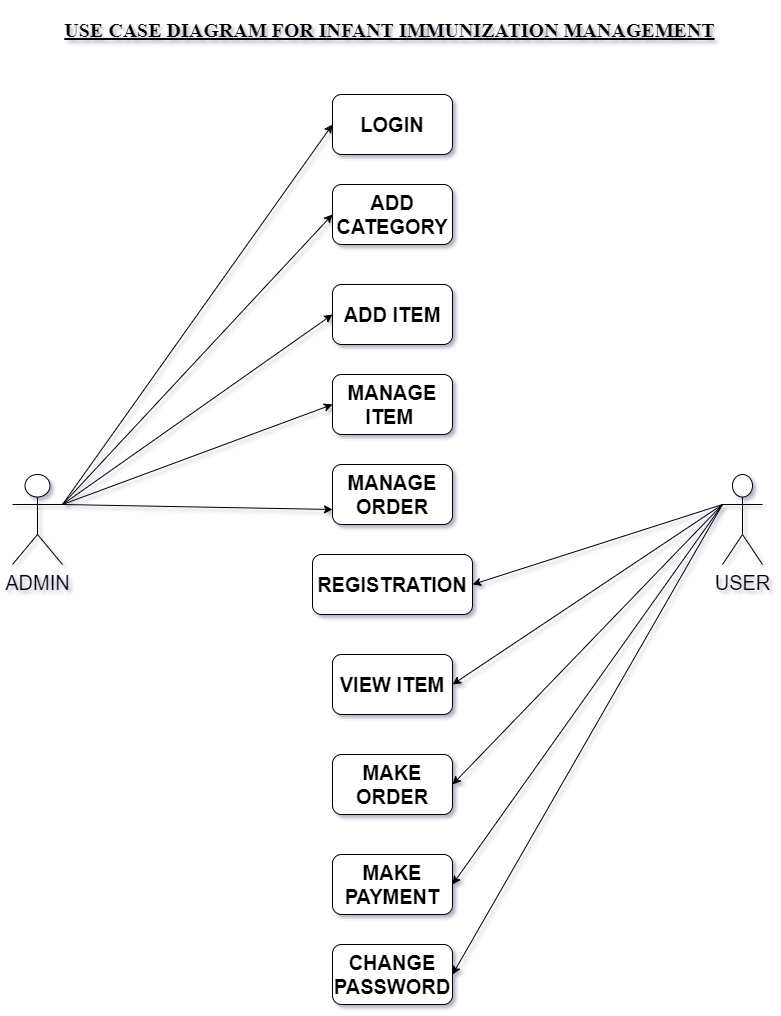 USE CASE DIAGRAM FOR INFANT IMMUNIZATION MANAGEMENT
LOGIN
ADD
CATEGORY
ADD ITEM
MANAGE
ITEM
MANAGE
ORDER
ADMIN
REGISTRATION
USER
VIEW ITEM
MAKE
ORDER
MAKE
PAYMENT
CHANGE
PASSWORD